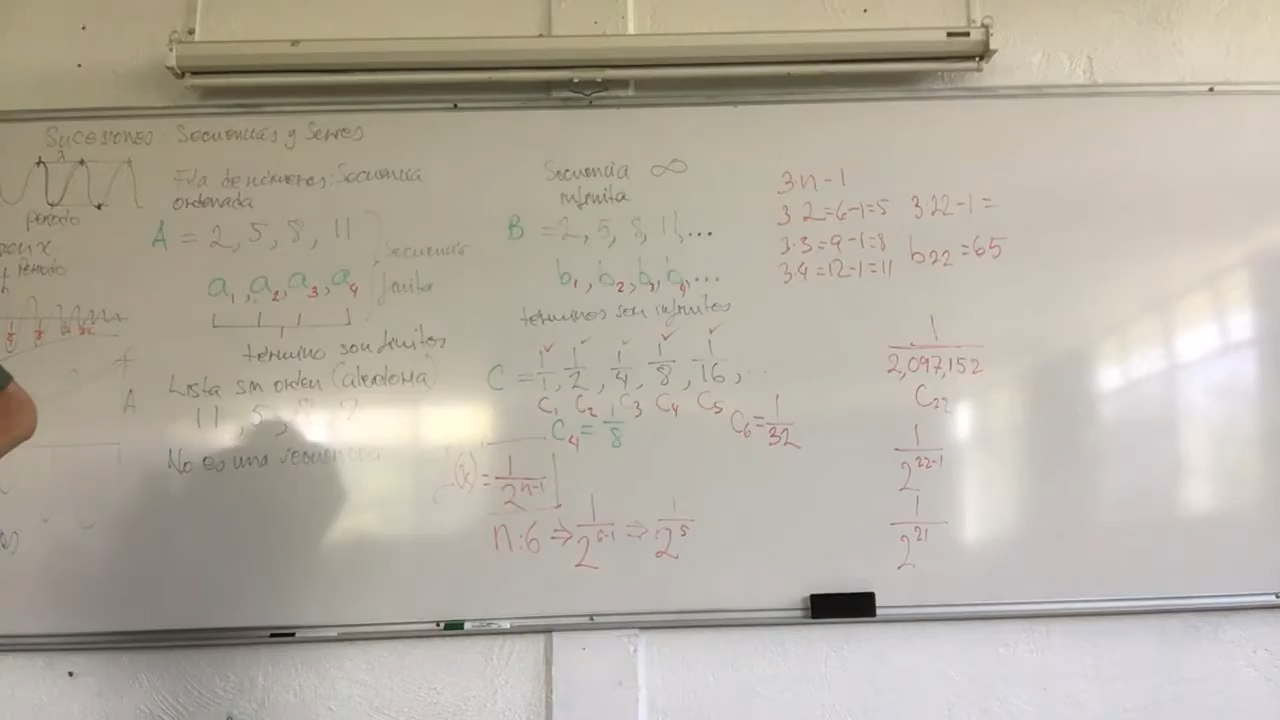 Sucesiones: Secuencias y Series
λ
periodo
Periodo
Fila de números: Secuencia
ordenada
A = 2, 5, 8, 11
a1, a2, a3, a4
secuencia
finita
término son finitos
Lista sin orden (aleatoria)
11, 5,
No es una secuencia
Secuencia ∞
infinita
B = 2, 5, 8, 11, ...
b1, b2, b3, b4, ...
términos son infinitos
C = 1/1, 1/2, 1/4, 1/8, 1/16, ...
C1 C2 C3 C4 C5
C4 = 1/8
C6 = 1/32
= 1/2^(n-1)
n:6 ⇒ 1/2^(6-1) ⇒ 1/2^5
3·n-1
3·2=6-1=5
3·3=9-1=8
3·4=12-1=11
3·22-1=
b22=65
1/2,097,152
C22
1/2^(22-1)
1/2^21